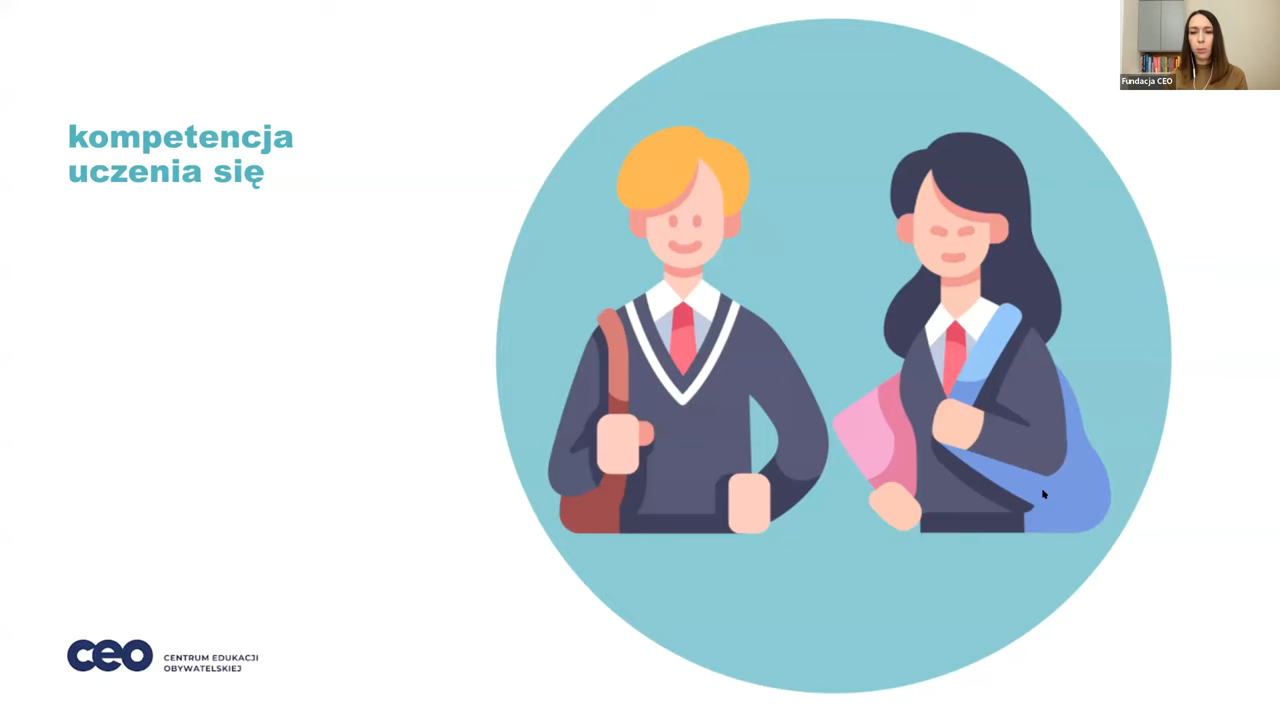 Fundacja CEO
kompetencja
uczenia się
ceo
CENTRUM EDUKACJI
OBYWATELSKIEJ